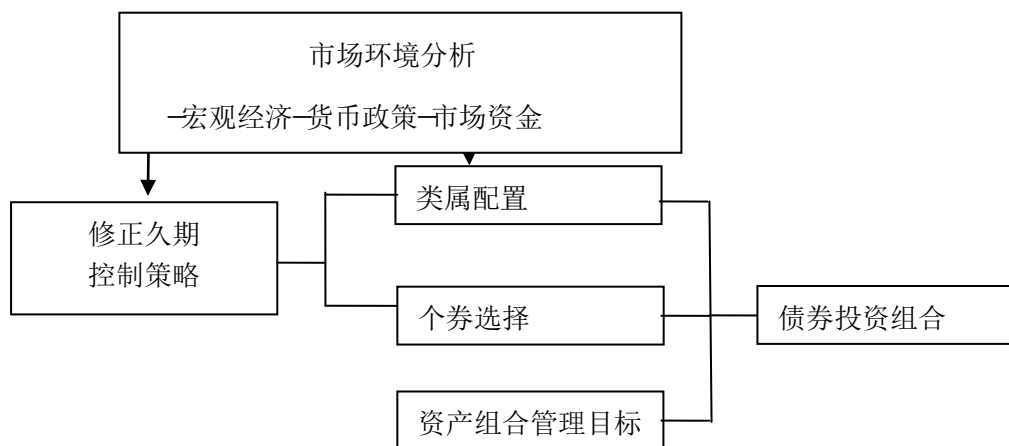 市场环境分析
—宏观经济—货币政策—市场资金
类属配置
修正久期
控制策略
个券选择
债券投资组合
资产组合管理目标